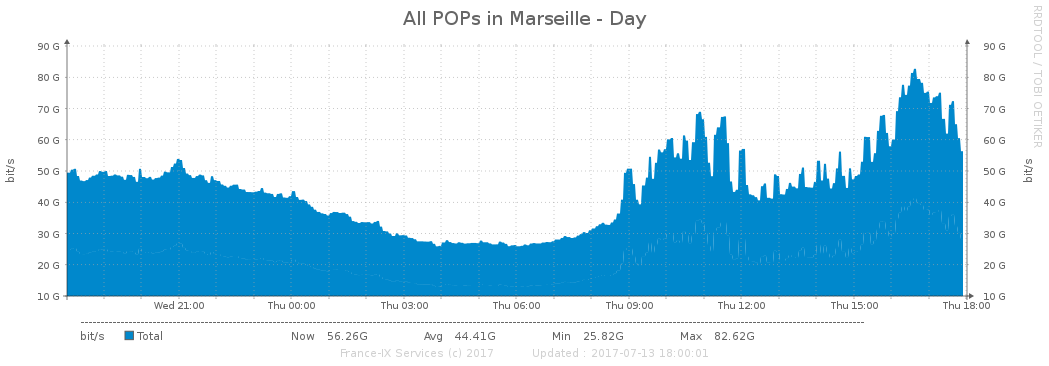 All POPs in Marseille - Day
RRDTOOL / TOBI OETIKER
90 G 90 G
80 G 80 G
70 G 70 G
60 G 60 G
50 G 50 G
40 G 40 G
30 G 30 G
20 G 20 G
10 G 10 G
bit/s
bit/s
Wed 21:00 Thu 00:00 Thu 03:00 Thu 06:00 Thu 09:00 Thu 12:00 Thu 15:00 Thu 18:00
bit/s Total Now 56.26G Avg 44.41G Min 25.82G Max 82.62G
France-IX Services (c) 2017 Updated : 2017-07-13 18:00:01